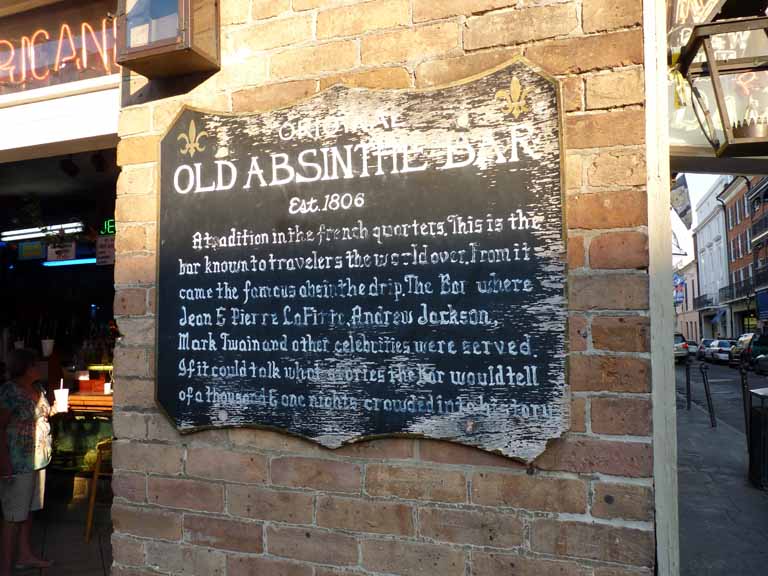 RICAN
JE
ORIGINAL
OLD ABSINTHE BAR
Est. 1806
A tradition in the french quarters. This is the
bar known to travelers the world over. From it
came the famous absinthe drip. The Bar where
Jean & Pierre LaFitte, Andrew Jackson,
Mark Twain and other celebrities were served.
If it could talk what stories the Bar would tell
of a thousand & one nights crowded into history